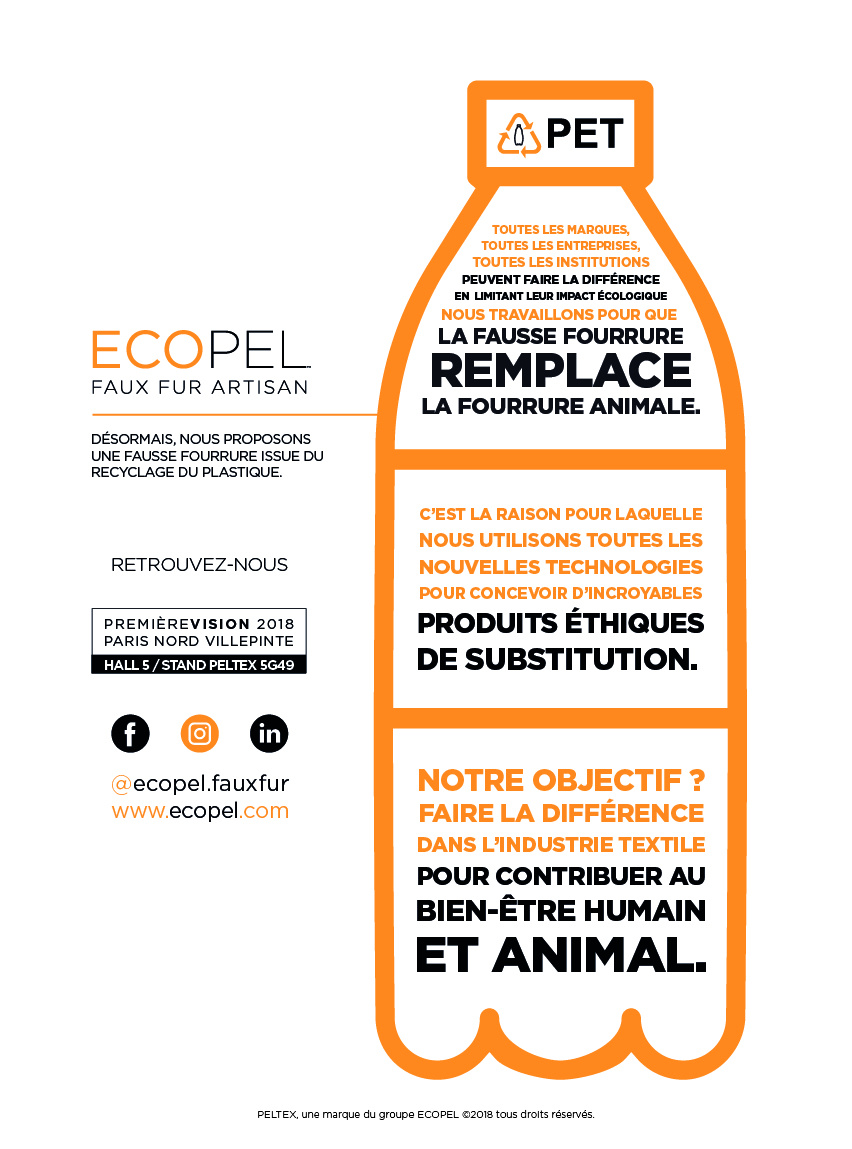 PET
TOUTES LES MARQUES,
TOUTES LES ENTREPRISES,
TOUTES LES INSTITUTIONS
PEUVENT FAIRE LA DIFFÉRENCE
EN LIMITANT LEUR IMPACT ÉCOLOGIQUE
NOUS TRAVAILLONS POUR QUE
LA FAUSSE FOURRURE
REMPLACE
LA FOURRURE ANIMALE.
ECOPEL™
FAUX FUR ARTISAN
DÉSORMAIS, NOUS PROPOSONS
UNE FAUSSE FOURRURE ISSUE DU
RECYCLAGE DU PLASTIQUE.
C'EST LA RAISON POUR LAQUELLE
NOUS UTILISONS TOUTES LES
NOUVELLES TECHNOLOGIES
POUR CONCEVOIR D'INCROYABLES
PRODUITS ÉTHIQUES
DE SUBSTITUTION.
RETROUVEZ-NOUS
PREMIÈREVISION 2018
PARIS NORD VILLEPINTE
HALL 5 / STAND PELTEX 5G49
@ecopel.fauxfur
www.ecopel.com
NOTRE OBJECTIF ?
FAIRE LA DIFFÉRENCE
DANS L'INDUSTRIE TEXTILE
POUR CONTRIBUER AU
BIEN-ÊTRE HUMAIN
ET ANIMAL.
PELTEX, une marque du groupe ECOPEL ©2018 tous droits réservés.